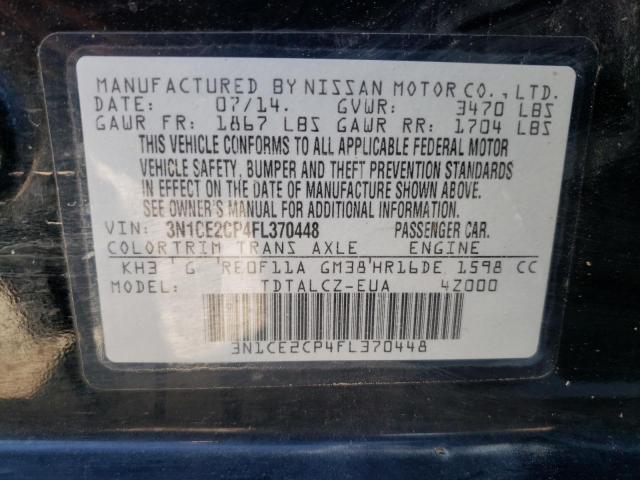 MANUFACTURED BY NISSAN MOTOR CO., LTD.
DATE: 07/14. GVWR: 3470 LBS
GAWR FR: 1867 LBS GAWR RR: 1704 LBS
THIS VEHICLE CONFORMS TO ALL APPLICABLE FEDERAL MOTOR
VEHICLE SAFETY, BUMPER AND THEFT PREVENTION STANDARDS
IN EFFECT ON THE DATE OF MANUFACTURE SHOWN ABOVE.
SEE OWNER'S MANUAL FOR ADDITIONAL INFORMATION.
VIN: 3N1CE2CP4FL370448 PASSENGER CAR.
COLOR TRIM TRANS AXLE ENGINE
KH3 G RE0F11A GM38 HR16DE 1598 CC
MODEL: TDTALCZ-EUA 4Z000
3N1CE2CP4FL370448